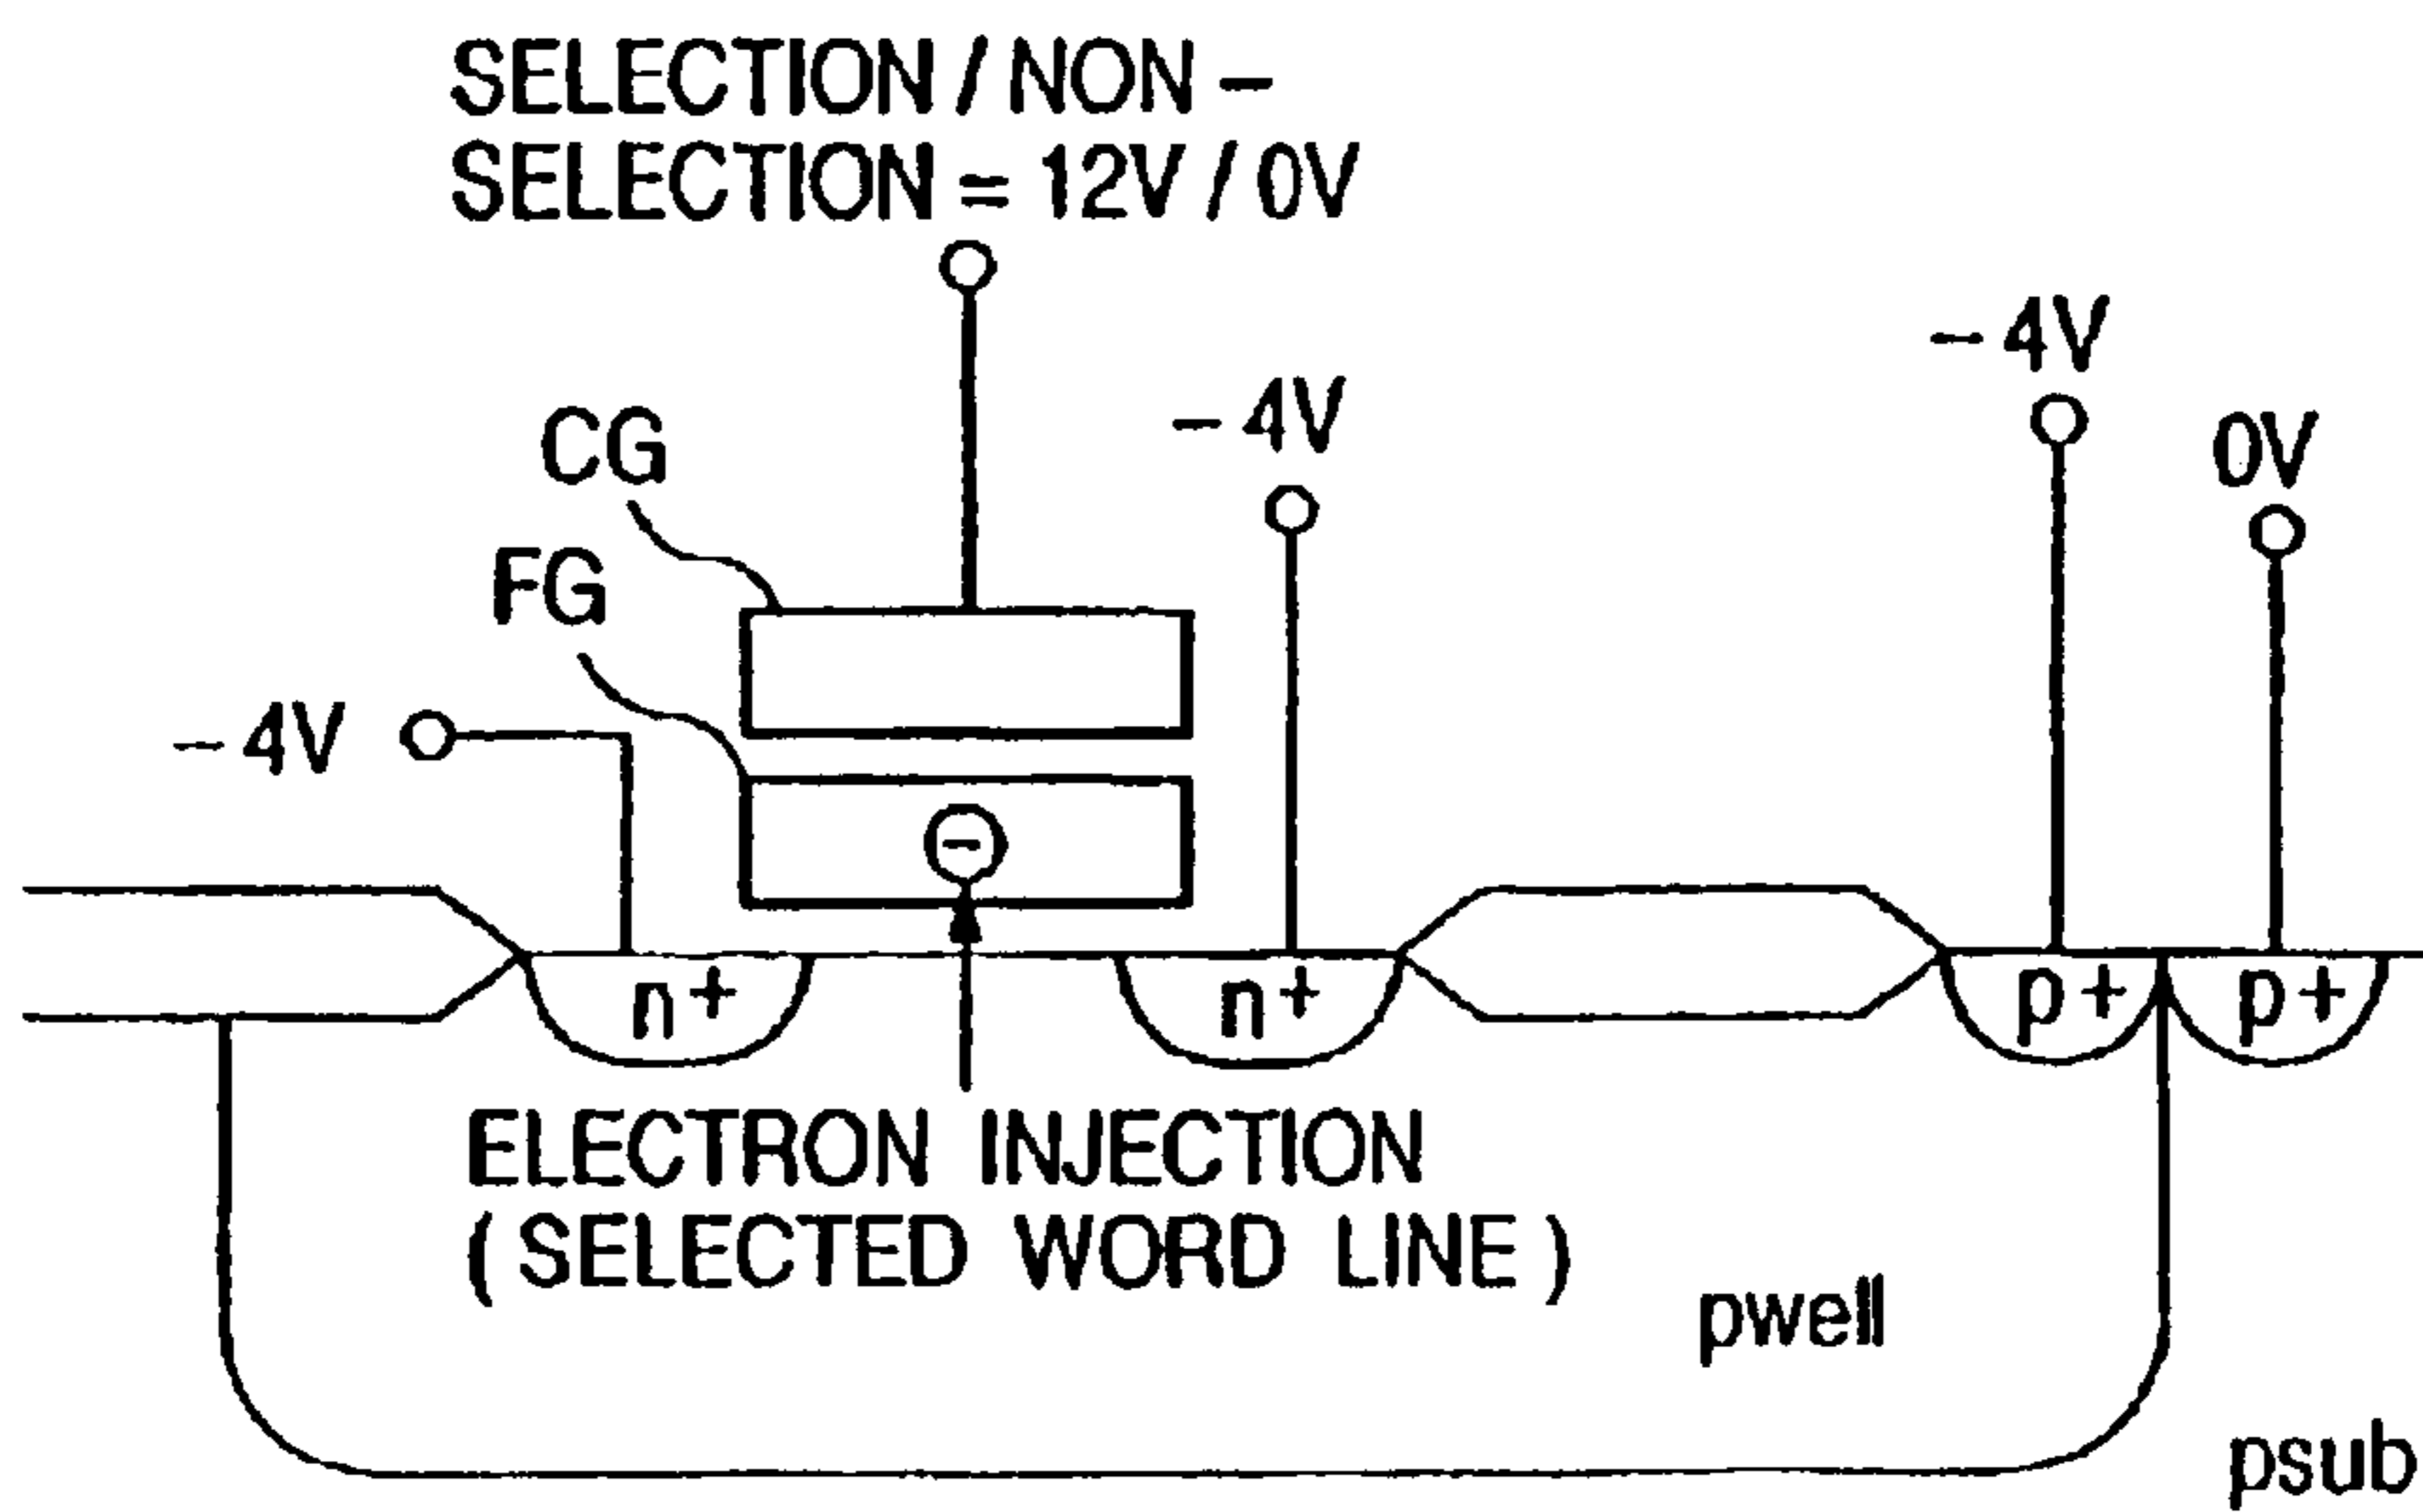 SELECTION / NON -
SELECTION = 12V / 0V
- 4V
- 4V
0V
CG
FG
- 4V
⊖
n+
n+
p+
p+
ELECTRON INJECTION
( SELECTED WORD LINE )
pwell
psub